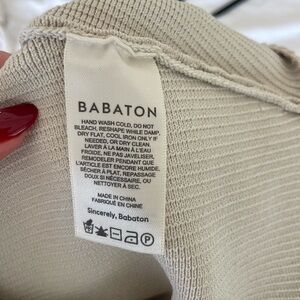 BABATON
HAND WASH COLD, DO NOT
BLEACH, RESHAPE WHILE DAMP,
DRY FLAT, COOL IRON ONLY IF
NEEDED, OR DRY CLEAN.
LAVER À LA MAIN À L'EAU
FROIDE, NE PAS JAVELISER,
REMODELER PENDANT QUE
L'ARTICLE EST ENCORE HUMIDE,
SÉCHER À PLAT, REPASSAGE
DOUX SI NÉCESSAIRE, OU
NETTOYER À SEC.
MADE IN CHINA
FABRIQUÉ EN CHINE
Sincerely, Babaton
P